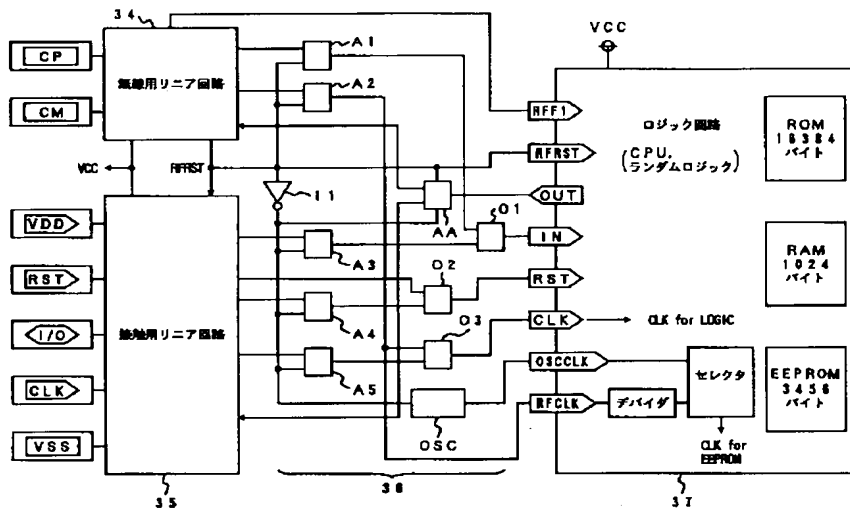 34
CP
CM
無線用リニア回路
A1
A2
VCC
RFRST
I1
35
接触用リニア回路
VDD
RST
I/O
CLK
VSS
A3
A4
A5
AA
O1
O2
O3
OSC
36
VCC
RFF1
RFRST
OUT
IN
RST
CLK
OSCCLK
RFCLK
ロジック回路
(CPU,
ランダムロジック)
ROM
16384
バイト
RAM
1024
バイト
CLK for LOGIC
セレクタ
デバイダ
EEPROM
3456
バイト
CLK for
EEPROM
37